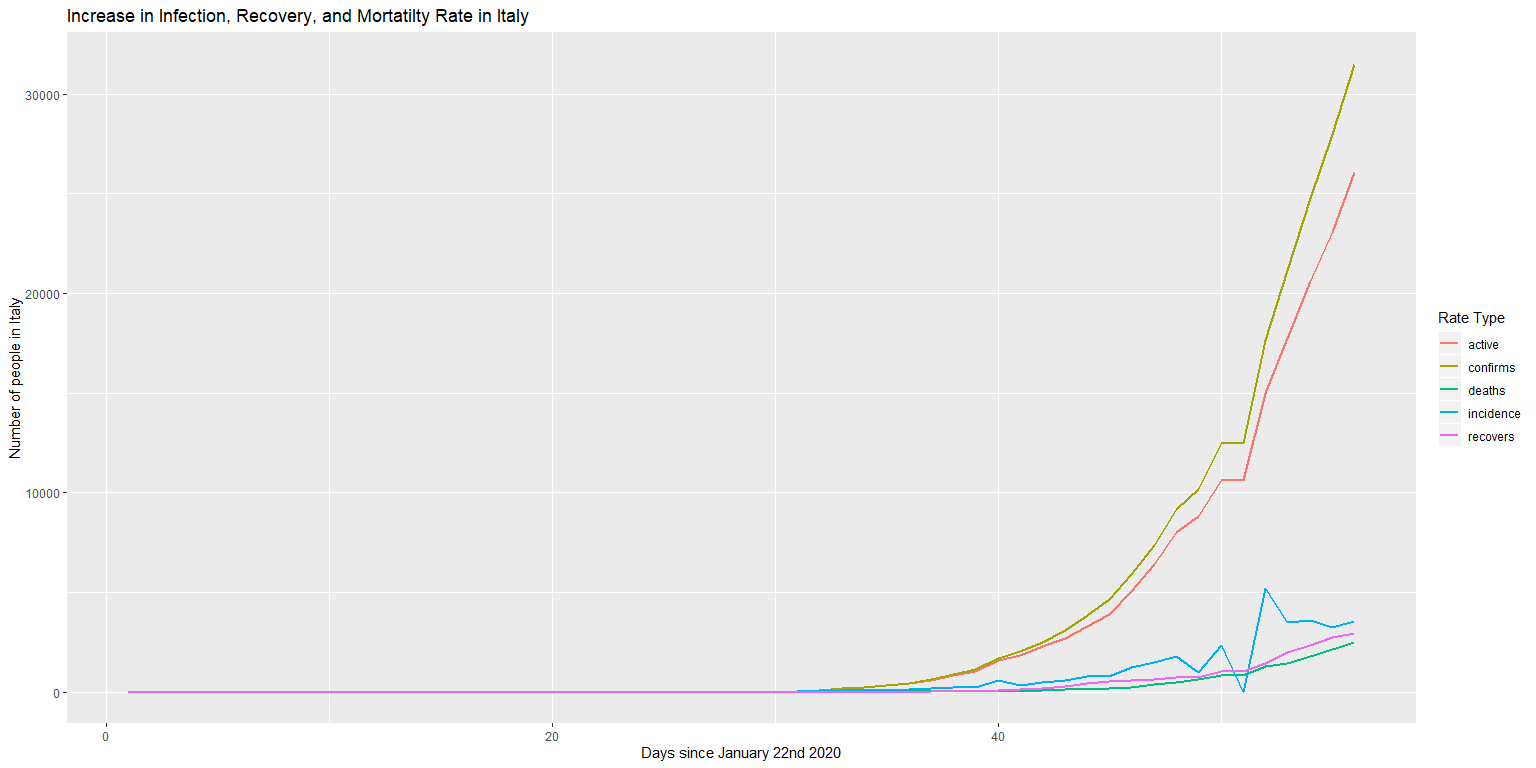 Increase in Infection, Recovery, and Mortatilty Rate in Italy
Number of people in Italy
30000
20000
10000
0
0
20
40
Days since January 22nd 2020
Rate Type
active
confirms
deaths
incidence
recovers